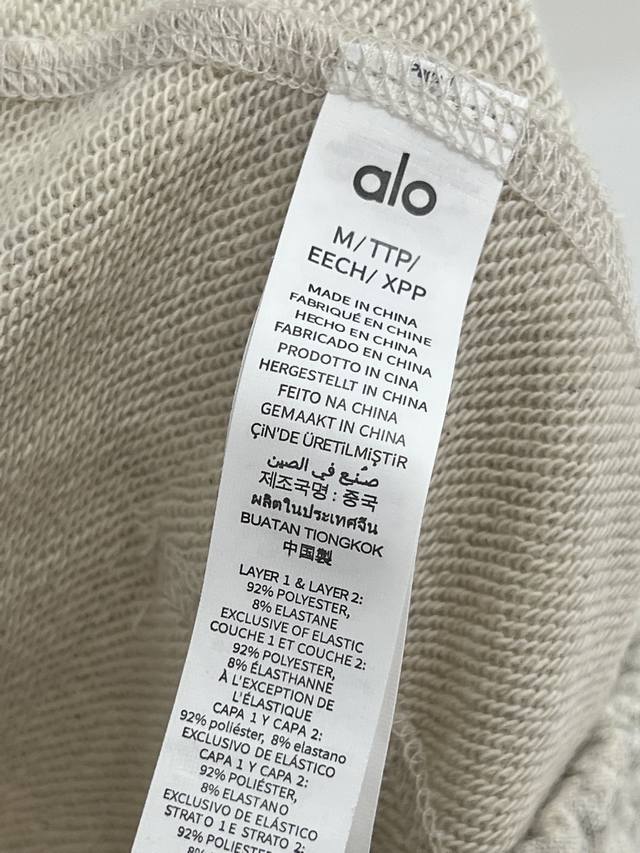 alo
M/TTP/
EECH/ XPP
MADE IN CHINA
FABRIQUÉ EN CHINE
HECHO EN CHINA
FABRICADO EN CHINA
PRODOTTO IN CINA
HERGESTELLT IN CHINA
FEITO NA CHINA
GEMAAKT IN CHINA
ÇİN'DE ÜRETİLMİŞTİR
صُنِع في الصين
제조국명 : 중국
ผลิตในประเทศจีน
BUATAN TIONGKOK
中国製
LAYER 1 & LAYER 2:
92% POLYESTER,
8% ELASTANE
EXCLUSIVE OF ELASTIC
COUCHE 1 ET COUCHE 2:
92% POLYESTER,
8% ÉLASTHANNE
À L'EXCEPTION DE
L'ÉLASTIQUE
CAPA 1 Y CAPA 2:
92% poliéster, 8% elastano
EXCLUSIVO DE ELÁSTICO
CAPA 1 Y CAPA 2:
92% POLIÉSTER,
8% ELASTANO
EXCLUSIVO DE ELÁSTICO
STRATO 1 E STRATO 2:
92% POLIESTER